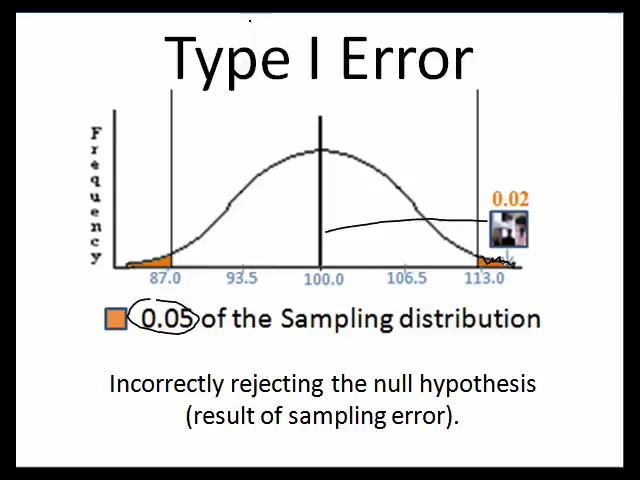 Type I Error
Frequency
0.02
87.0 93.5 100.0 106.5 113.0
0.05 of the Sampling distribution
Incorrectly rejecting the null hypothesis
(result of sampling error).